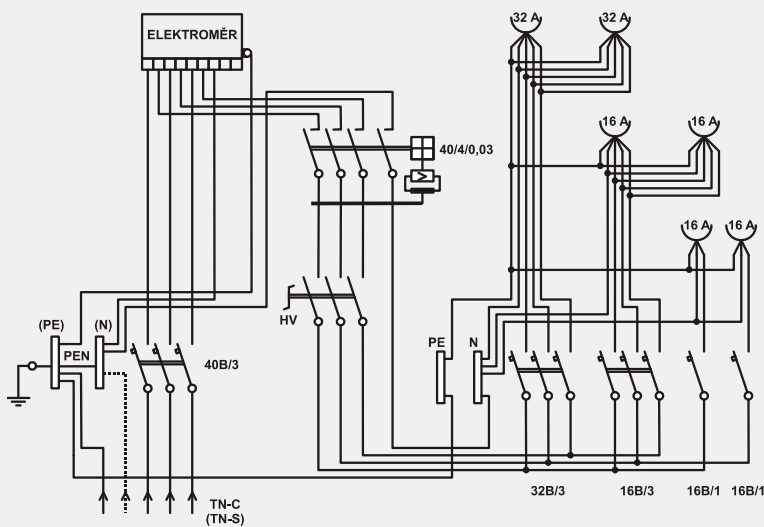 32 A
32 A
ELEKTROMĚR
16 A
16 A
40/4/0,03
16 A
16 A
HV
(PE)
(N)
PEN
PE
N
40B/3
32B/3
16B/3
16B/1
16B/1
TN-C
(TN-S)